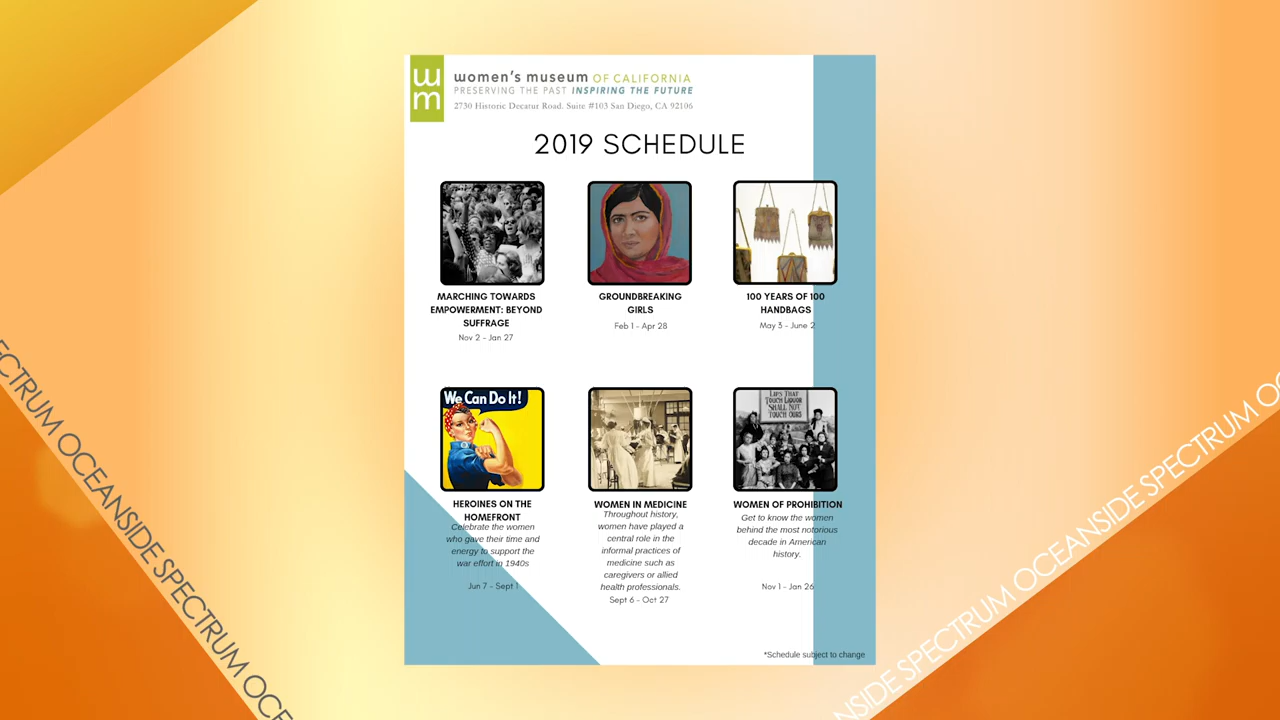 wm
women's museum OF CALIFORNIA
PRESERVING THE PAST INSPIRING THE FUTURE
2730 Historic Decatur Road. Suite #103 San Diego, CA 92106
2019 SCHEDULE
MARCHING TOWARDS
EMPOWERMENT: BEYOND
SUFFRAGE
Nov 2 - Jan 27
GROUNDBREAKING
GIRLS
Feb 1 - Apr 28
100 YEARS OF 100
HANDBAGS
May 3 - June 2
We Can Do It!
HEROINES ON THE
HOMEFRONT
Celebrate the women
who gave their time and
energy to support the
war effort in 1940s
Jun 7 - Sept 1
WOMEN IN MEDICINE
Throughout history,
women have played a
central role in the
informal practices of
medicine such as
caregivers or allied
health professionals.
Sept 6 - Oct 27
LIPS THAT
TOUCH LIQUOR
SHALL NOT
TOUCH OURS
WOMEN OF PROHIBITION
Get to know the women
behind the most notorious
decade in American
history.
Nov 1 - Jan 26
*Schedule subject to change
ECTRUM OCEANSIDE SPECTRUM OCE
NSIDE SPECTRUM OCEANSIDE SPECTRUM OC